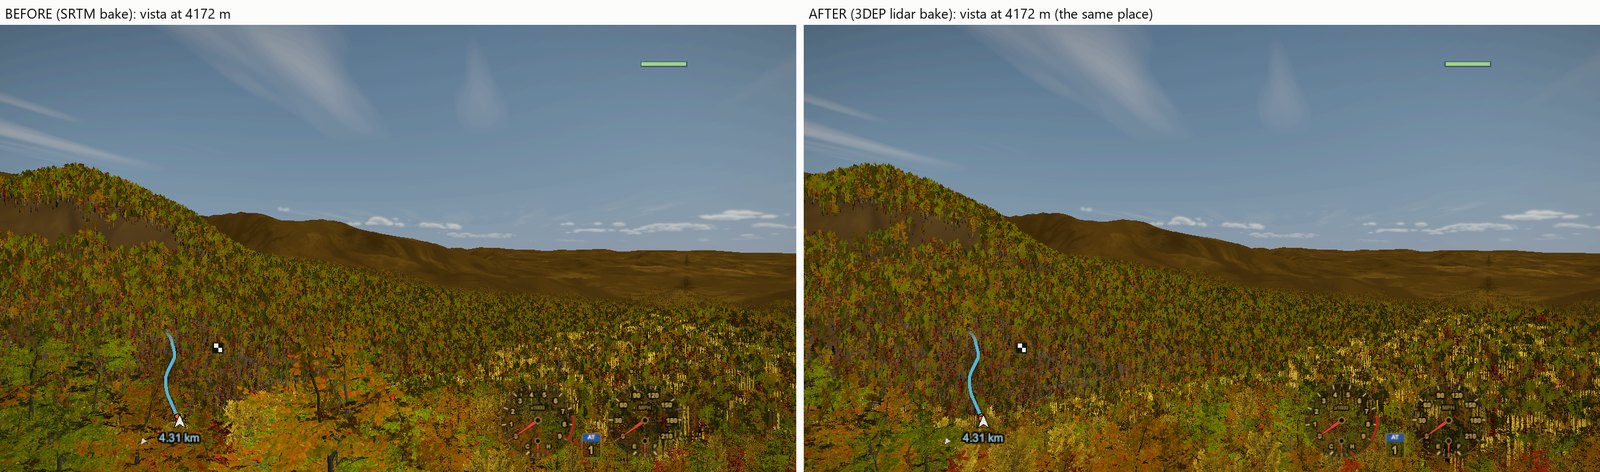 BEFORE (SRTM bake): vista at 4172 m
AFTER (3DEP lidar bake): vista at 4172 m (the same place)
4.31 km
AT
1
4.31 km
AT
1